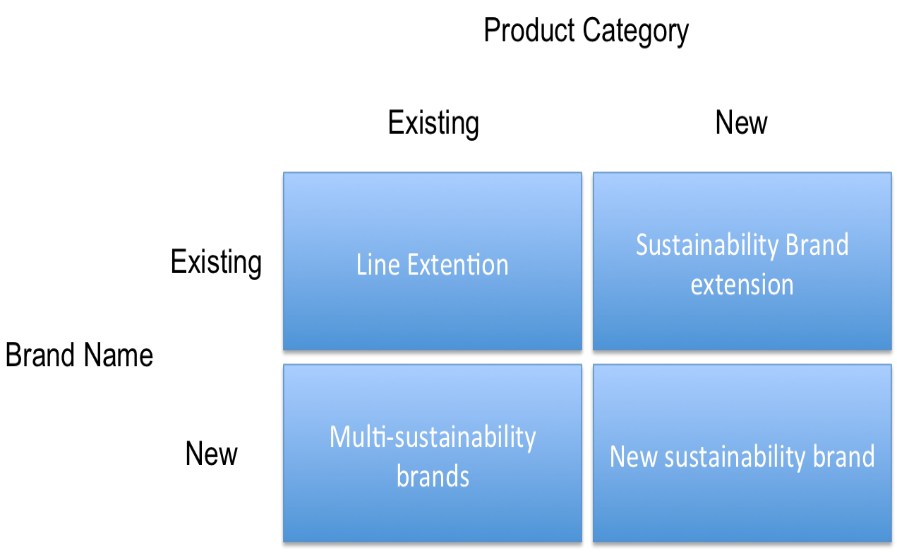 Product Category
Existing
New
Existing
Line Extention
Sustainability Brand
extension
Brand Name
New
Multi-sustainability
brands
New sustainability brand